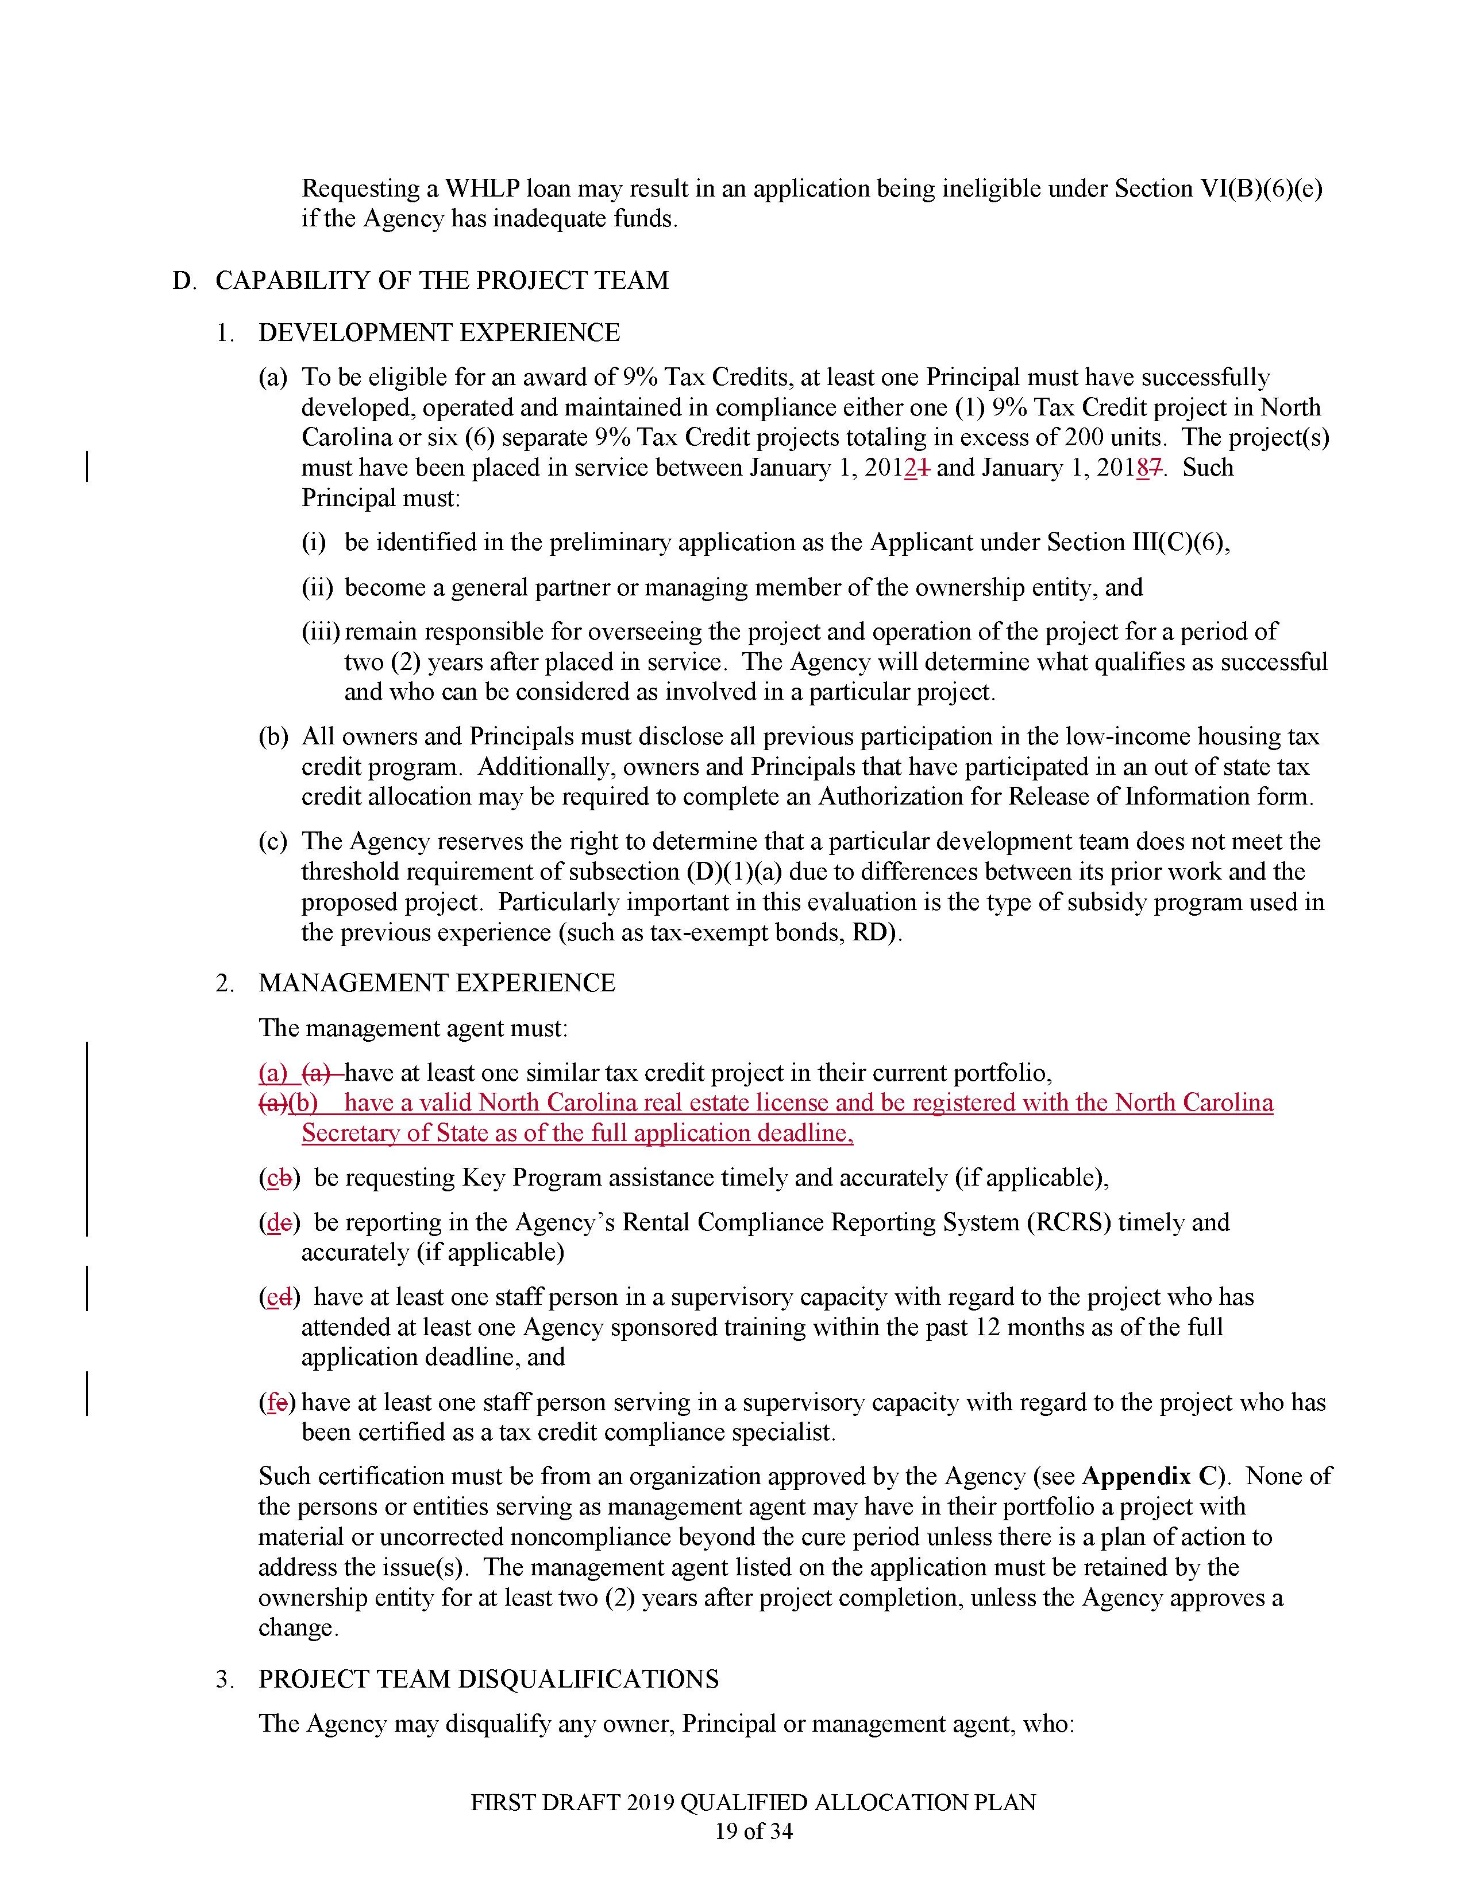 Requesting a WHLP loan may result in an application being ineligible under Section VI(B)(6)(e)
if the Agency has inadequate funds.
D. CAPABILITY OF THE PROJECT TEAM
1. DEVELOPMENT EXPERIENCE
(a) To be eligible for an award of 9% Tax Credits, at least one Principal must have successfully
developed, operated and maintained in compliance either one (1) 9% Tax Credit project in North
Carolina or six (6) separate 9% Tax Credit projects totaling in excess of 200 units. The project(s)
must have been placed in service between January 1, 20121 and January 1, 20187. Such
Principal must:
(i) be identified in the preliminary application as the Applicant under Section III(C)(6),
(ii) become a general partner or managing member of the ownership entity, and
(iii) remain responsible for overseeing the project and operation of the project for a period of
two (2) years after placed in service. The Agency will determine what qualifies as successful
and who can be considered as involved in a particular project.
(b) All owners and Principals must disclose all previous participation in the low-income housing tax
credit program. Additionally, owners and Principals that have participated in an out of state tax
credit allocation may be required to complete an Authorization for Release of Information form.
(c) The Agency reserves the right to determine that a particular development team does not meet the
threshold requirement of subsection (D)(1)(a) due to differences between its prior work and the
proposed project. Particularly important in this evaluation is the type of subsidy program used in
the previous experience (such as tax-exempt bonds, RD).
2. MANAGEMENT EXPERIENCE
The management agent must:
(a) (a) have at least one similar tax credit project in their current portfolio,
(a)(b) have a valid North Carolina real estate license and be registered with the North Carolina
Secretary of State as of the full application deadline,
(cb) be requesting Key Program assistance timely and accurately (if applicable),
(dc) be reporting in the Agency’s Rental Compliance Reporting System (RCRS) timely and
accurately (if applicable)
(ed) have at least one staff person in a supervisory capacity with regard to the project who has
attended at least one Agency sponsored training within the past 12 months as of the full
application deadline, and
(fe) have at least one staff person serving in a supervisory capacity with regard to the project who has
been certified as a tax credit compliance specialist.
Such certification must be from an organization approved by the Agency (see Appendix C). None of
the persons or entities serving as management agent may have in their portfolio a project with
material or uncorrected noncompliance beyond the cure period unless there is a plan of action to
address the issue(s). The management agent listed on the application must be retained by the
ownership entity for at least two (2) years after project completion, unless the Agency approves a
change.
3. PROJECT TEAM DISQUALIFICATIONS
The Agency may disqualify any owner, Principal or management agent, who:
FIRST DRAFT 2019 QUALIFIED ALLOCATION PLAN
19 of 34